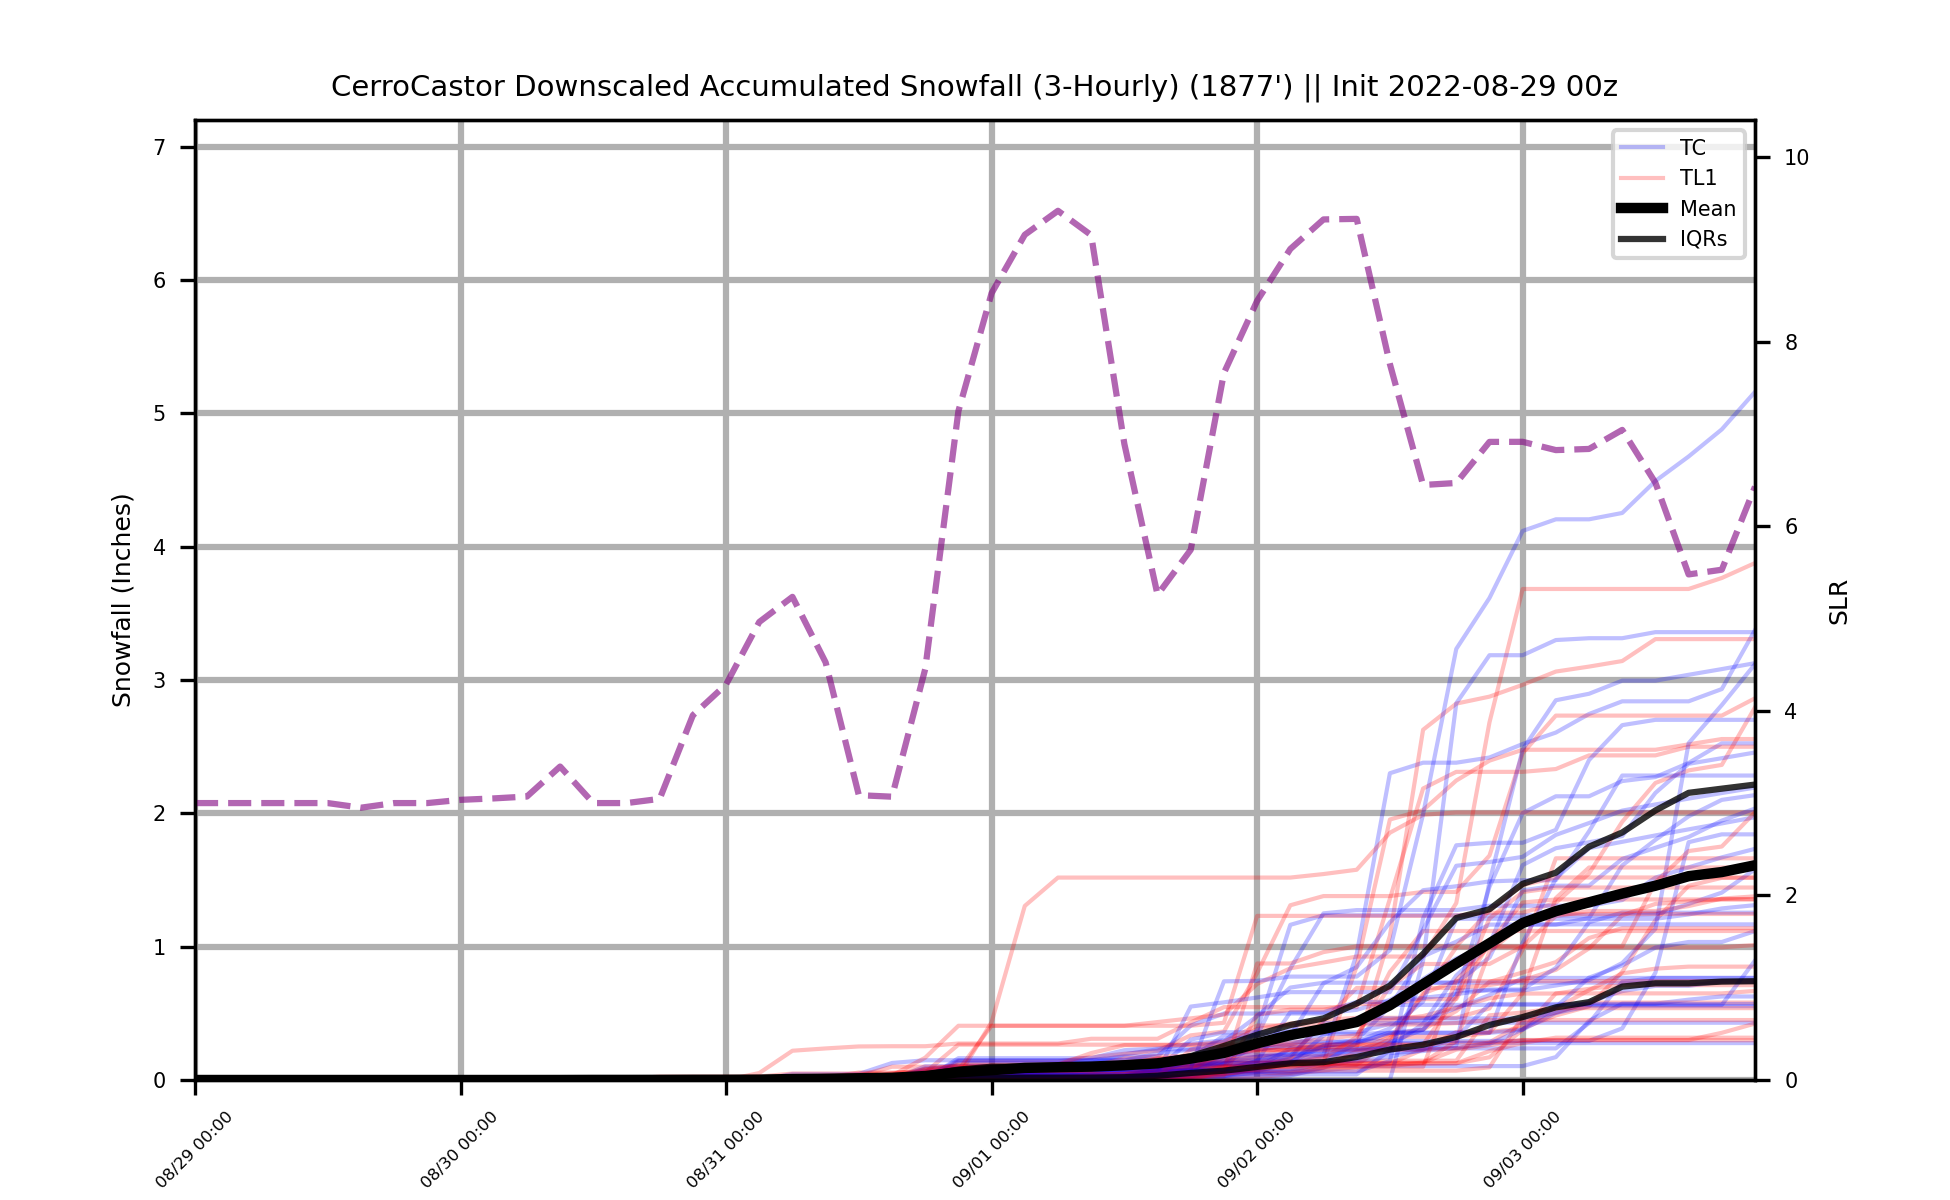 CerroCastor Downscaled Accumulated Snowfall (3-Hourly) (1877') || Init 2022-08-29 00z
TC
TL1
Mean
IQRs
7
6
5
4
3
2
1
0
Snowfall (Inches)
10
8
6
4
2
0
SLR
08/29 00:00
08/30 00:00
08/31 00:00
09/01 00:00
09/02 00:00
09/03 00:00